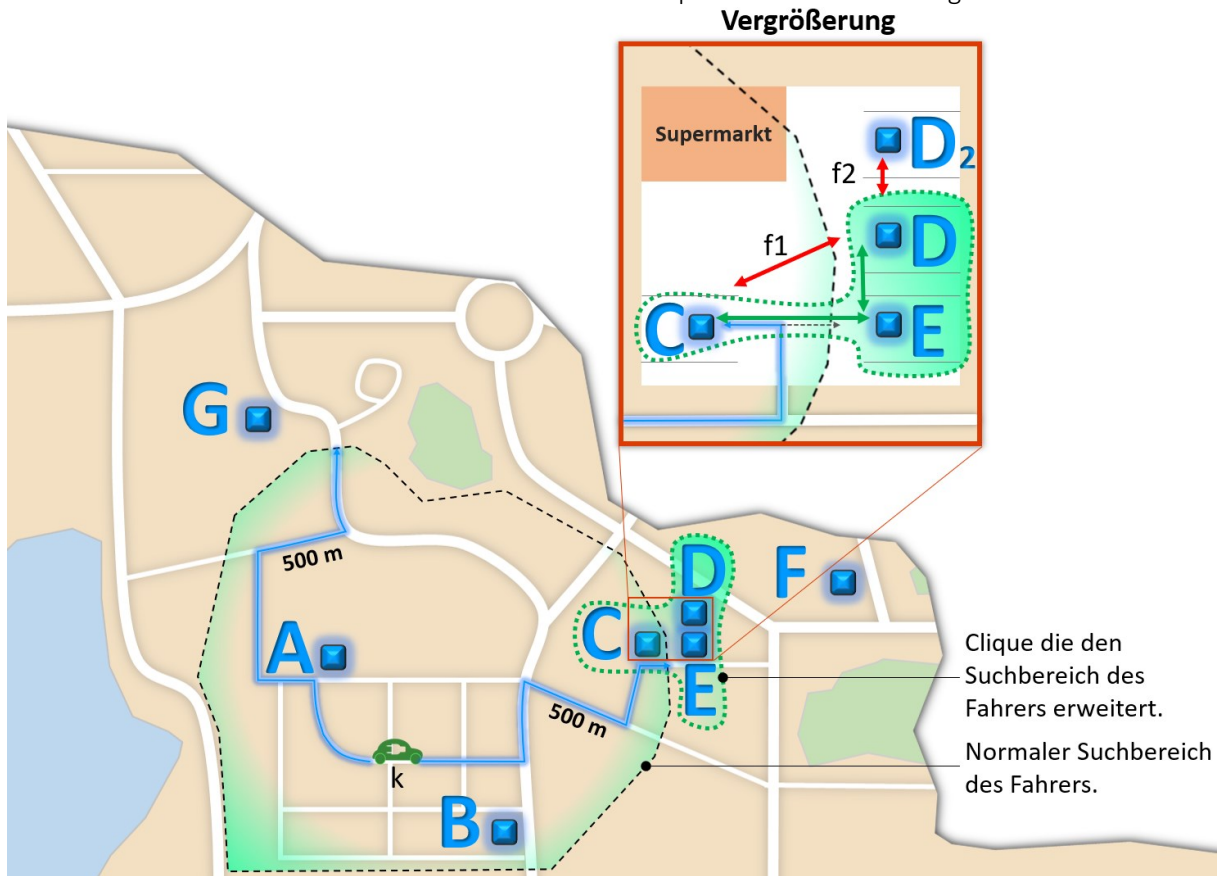 Vergrößerung
Supermarkt
D₂
f2
D
f1
C
E
G
500 m
D
F
A
C
E
500 m
k
B
Clique die den
Suchbereich des
Fahrers erweitert.
Normaler Suchbereich
des Fahrers.